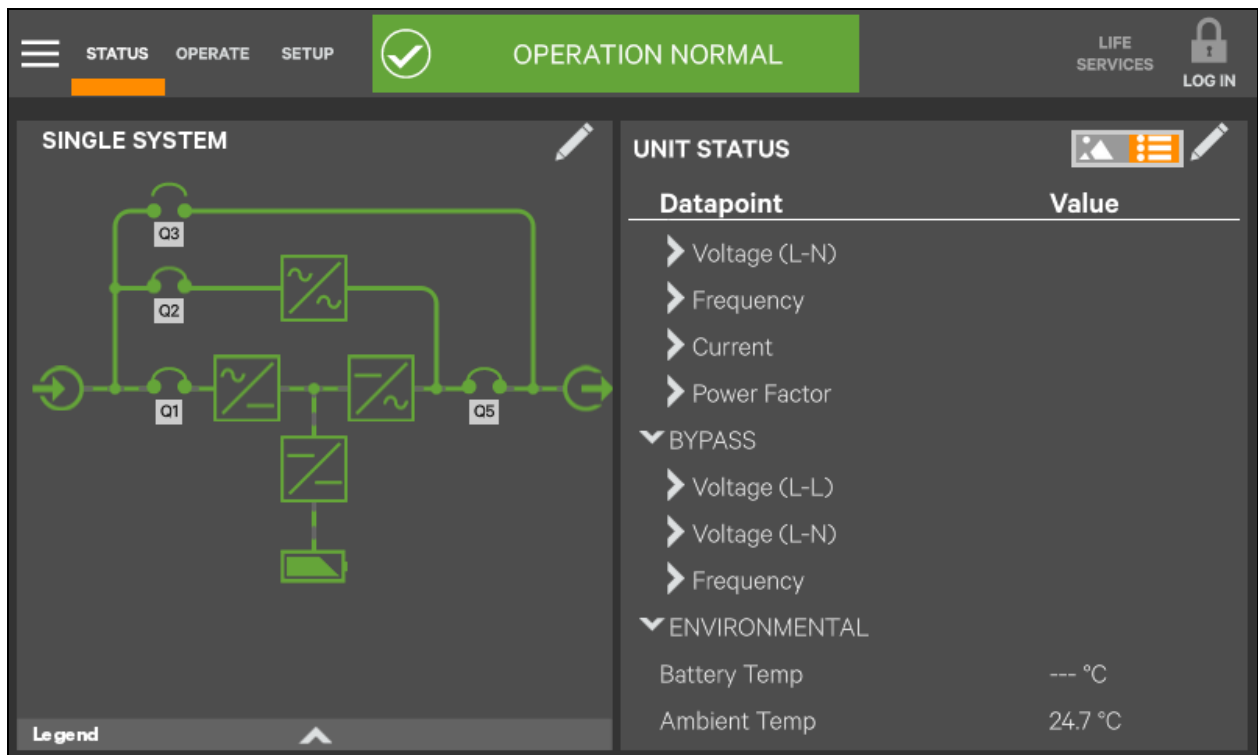 STATUS OPERATE SETUP OPERATION NORMAL LIFE SERVICES LOG IN
SINGLE SYSTEM
Q3
Q2
Q1 Q5
Legend
UNIT STATUS
Datapoint Value
Voltage (L-N)
Frequency
Current
Power Factor
BYPASS
Voltage (L-L)
Voltage (L-N)
Frequency
ENVIRONMENTAL
Battery Temp --- °C
Ambient Temp 24.7 °C